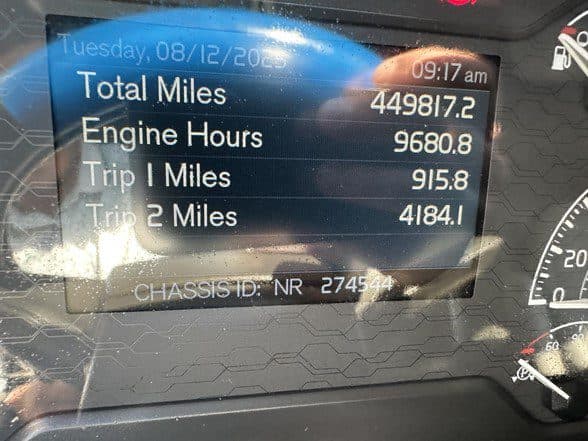 Tuesday, 08/12/2025
09:17 am
Total Miles 449817.2
Engine Hours 9680.8
Trip 1 Miles 915.8
Trip 2 Miles 4184.1
CHASSIS ID: NR 274544
20
0
60